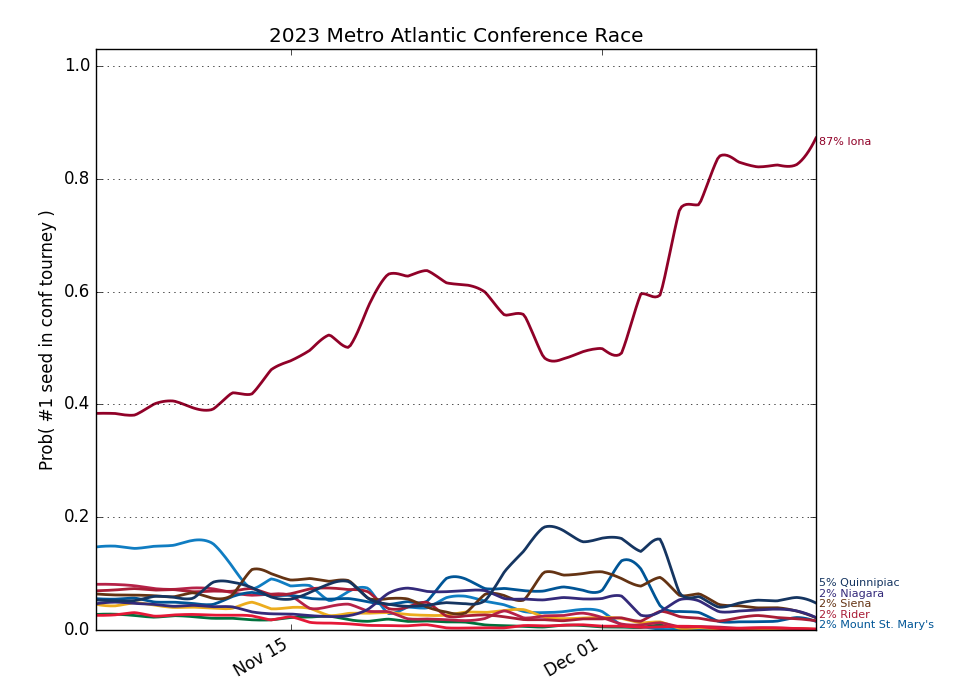 2023 Metro Atlantic Conference Race
Prob( #1 seed in conf tourney )
1.0
0.8
0.6
0.4
0.2
0.0
Nov 15
Dec 01
87% Iona
5% Quinnipiac
2% Niagara
2% Siena
2% Rider
2% Mount St. Mary's